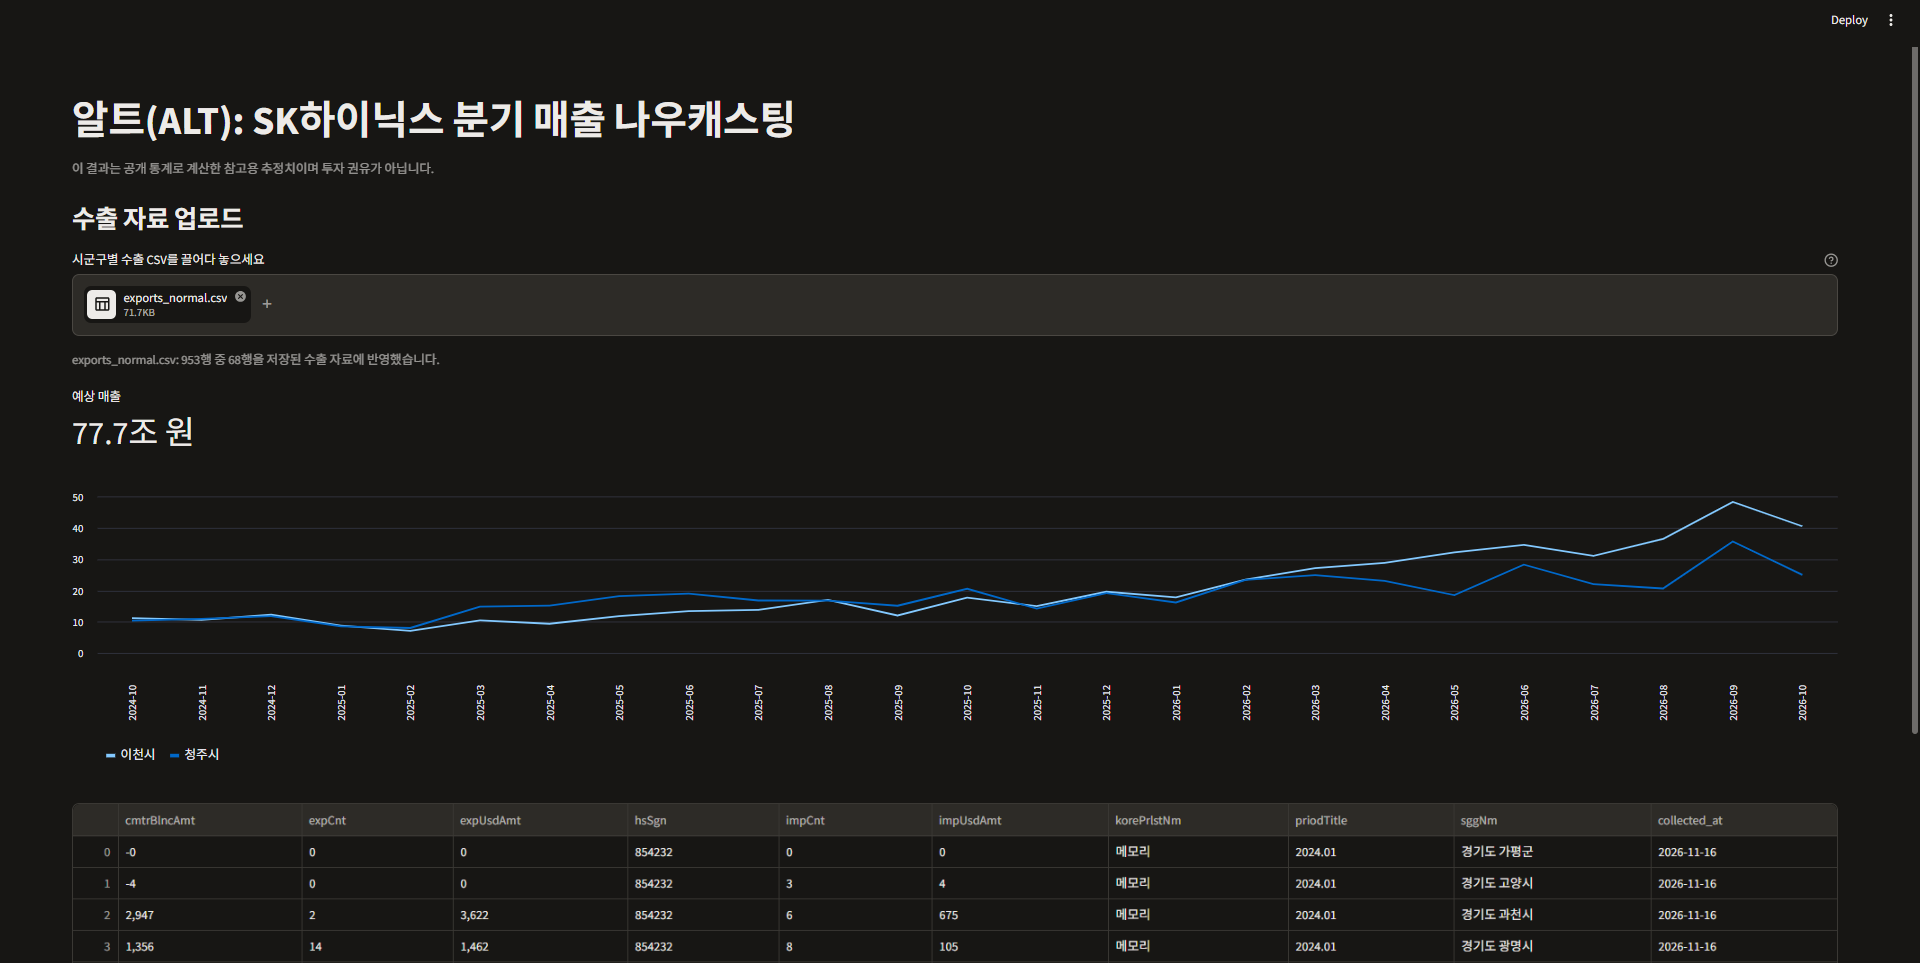 Deploy
알트(ALT): SK하이닉스 분기 매출 나우캐스팅
이 결과는 공개 통계로 계산한 참고용 추정치이며 투자 권유가 아닙니다.
수출 자료 업로드
시군구별 수출 CSV를 끌어다 놓으세요
exports_normal.csv
71.7KB
exports_normal.csv: 953행 중 68행을 저장된 수출 자료에 반영했습니다.
예상 매출
77.7조 원
50
40
30
20
10
0
2024-10 2024-11 2024-12 2025-01 2025-02 2025-03 2025-04 2025-05 2025-06 2025-07 2025-08 2025-09 2025-10 2025-11 2025-12 2026-01 2026-02 2026-03 2026-04 2026-05 2026-06 2026-07 2026-08 2026-09 2026-10
이천시 청주시
cmtrBlncAmt expCnt expUsdAmt hsSgn impCnt impUsdAmt korePrlstNm priodTitle sggNm collected_at
0 -0 0 0 854232 0 0 메모리 2024.01 경기도 가평군 2026-11-16
1 -4 0 0 854232 3 4 메모리 2024.01 경기도 고양시 2026-11-16
2 2,947 2 3,622 854232 6 675 메모리 2024.01 경기도 과천시 2026-11-16
3 1,356 14 1,462 854232 8 105 메모리 2024.01 경기도 광명시 2026-11-16